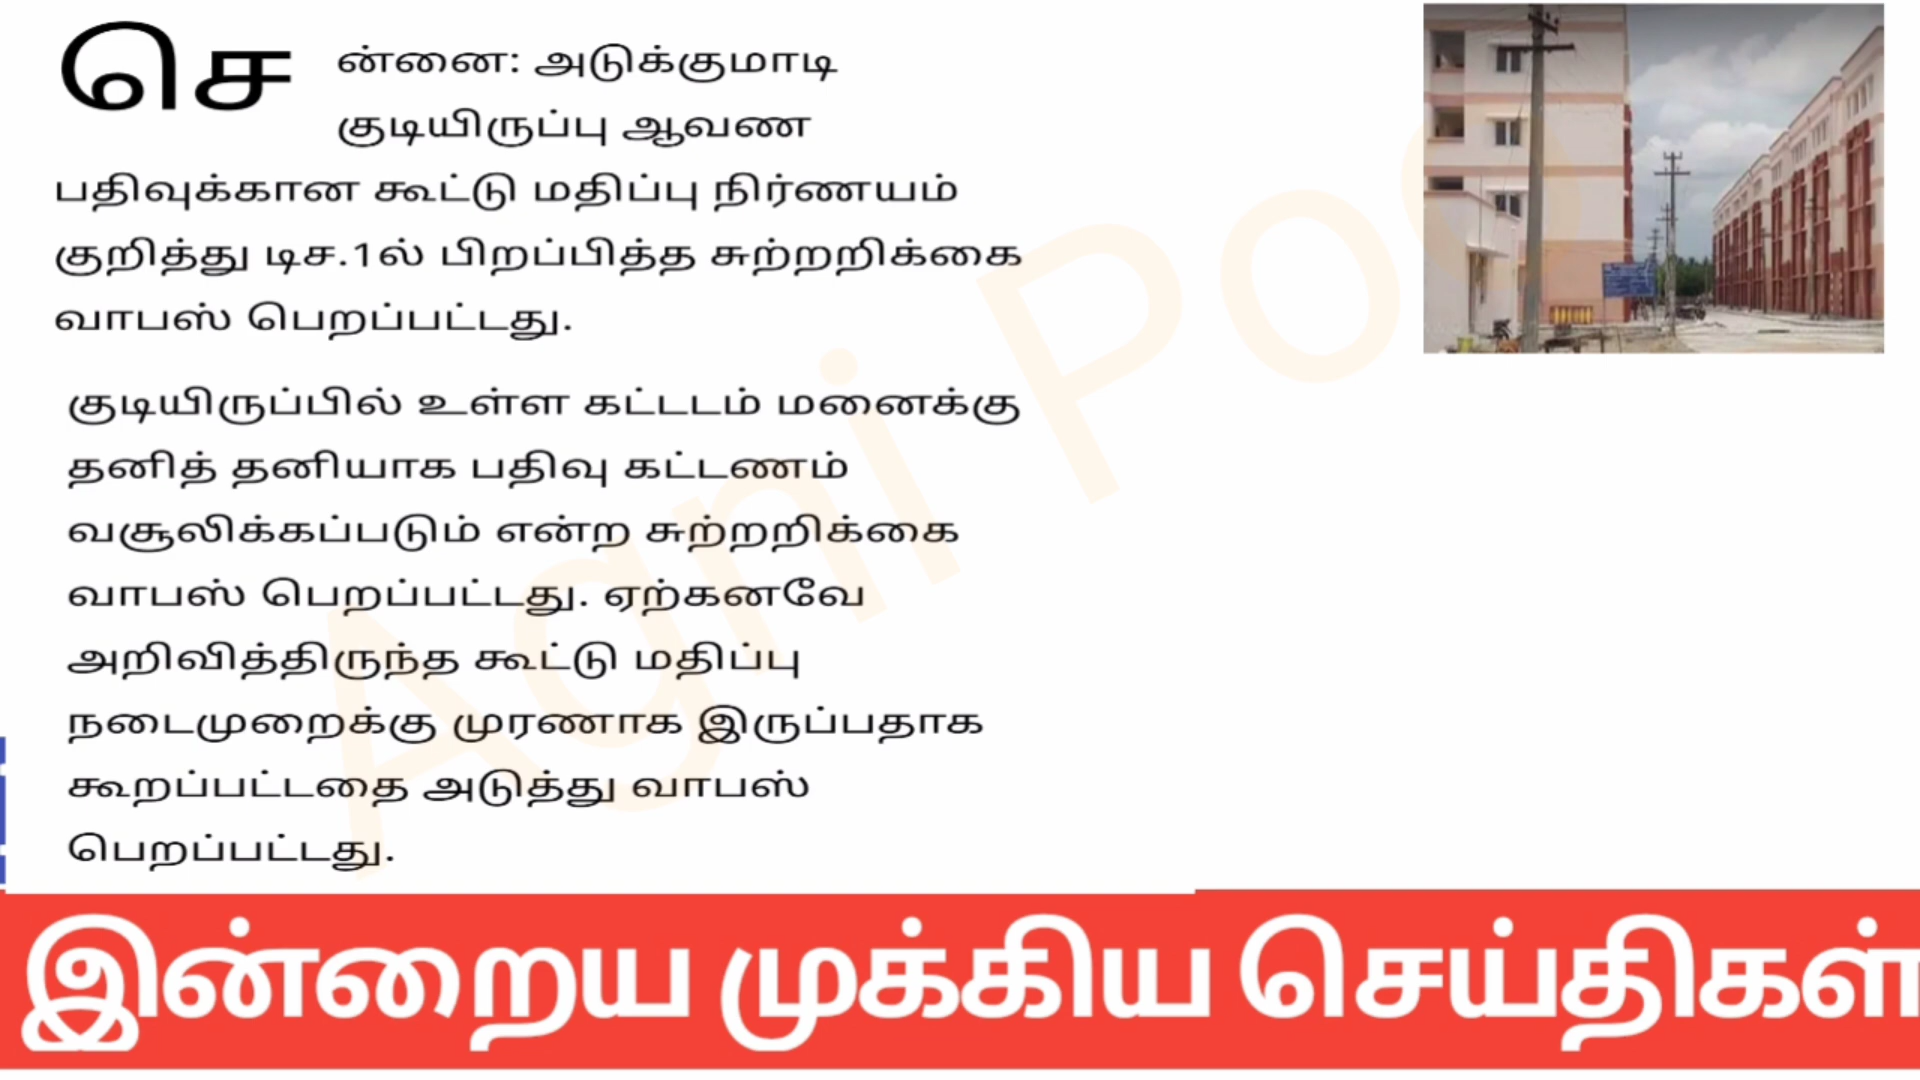 சென்னை: அடுக்குமாடி
குடியிருப்பு ஆவண
பதிவுக்கான கூட்டு மதிப்பு நிர்ணயம்
குறித்து டிச.1ல் பிறப்பித்த சுற்றறிக்கை
வாபஸ் பெறப்பட்டது.
குடியிருப்பில் உள்ள கட்டடம் மனைக்கு
தனித் தனியாக பதிவு கட்டணம்
வசூலிக்கப்படும் என்ற சுற்றறிக்கை
வாபஸ் பெறப்பட்டது. ஏற்கனவே
அறிவித்திருந்த கூட்டு மதிப்பு
நடைமுறைக்கு முரணாக இருப்பதாக
கூறப்பட்டதை அடுத்து வாபஸ்
பெறப்பட்டது.
Agni Po
இன்றைய முக்கிய செய்திகள்